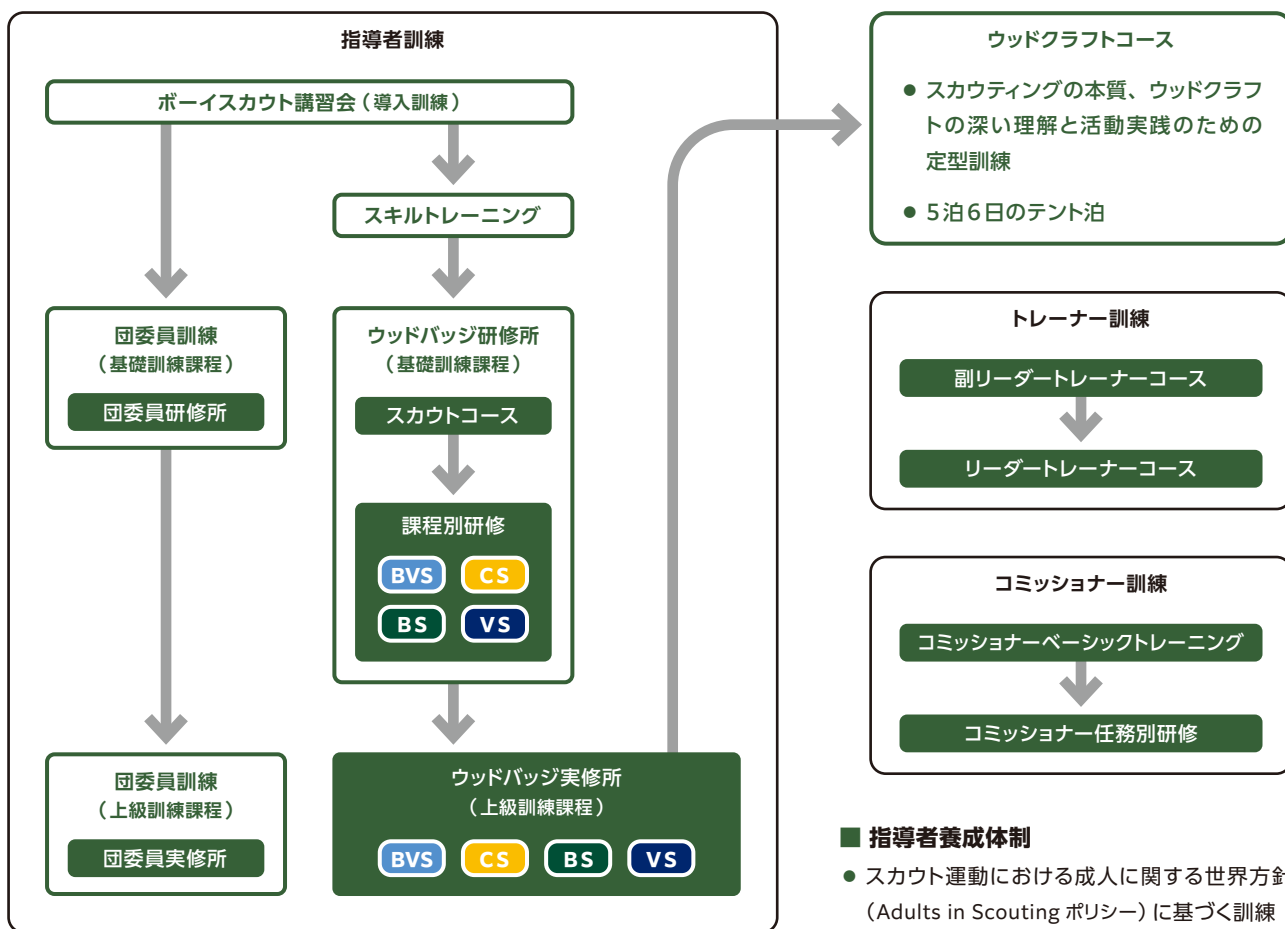 指導者訓練
ボーイスカウト講習会（導入訓練）
スキルトレーニング
団委員訓練
（基礎訓練課程）
団委員研修所
ウッドバッジ研修所
（基礎訓練課程）
スカウトコース
課程別研修
BVS CS
BS VS
団委員訓練
（上級訓練課程）
団委員実修所
ウッドバッジ実修所
（上級訓練課程）
BVS CS BS VS
ウッドクラフトコース
● スカウティングの本質、ウッドクラフ
トの深い理解と活動実践のための
定型訓練
● 5泊6日のテント泊
トレーナー訓練
副リーダートレーナーコース
リーダートレーナーコース
コミッショナー訓練
コミッショナーベーシックトレーニング
コミッショナー任務別研修
■ 指導者養成体制
● スカウト運動における成人に関する世界方針
（Adults in Scouting ポリシー）に基づく訓練